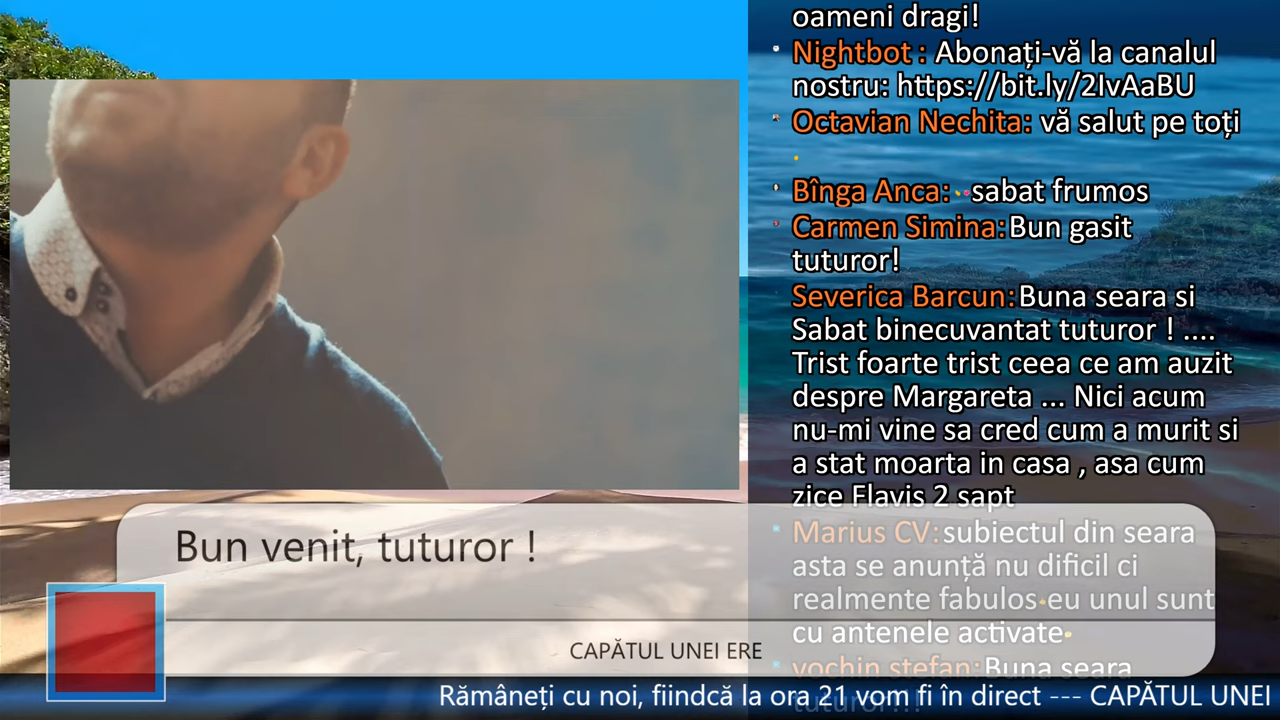 oameni dragi!
Nightbot : Abonați-vă la canalul
nostru: https://bit.ly/2IvAaBU
Octavian Nechita: vă salut pe toți
Bînga Anca: sabat frumos
Carmen Simina: Bun gasit
tuturor!
Severica Barcun: Buna seara si
Sabat binecuvantat tuturor ! ....
Trist foarte trist ceea ce am auzit
despre Margareta ... Nici acum
nu-mi vine sa cred cum a murit si
a stat moarta in casa , asa cum
zice Flavis 2 sapt
Marius CV: subiectul din seara
asta se anunță nu dificil ci
realmente fabulos eu unul sunt
cu antenele activate
vochin stefan: Buna seara
tuturor!!!
Bun venit, tuturor !
CAPĂTUL UNEI ERE
Rămâneți cu noi, fiindcă la ora 21 vom fi în direct --- CAPĂTUL UNEI